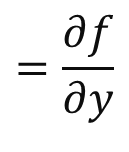 = ∂f/∂y